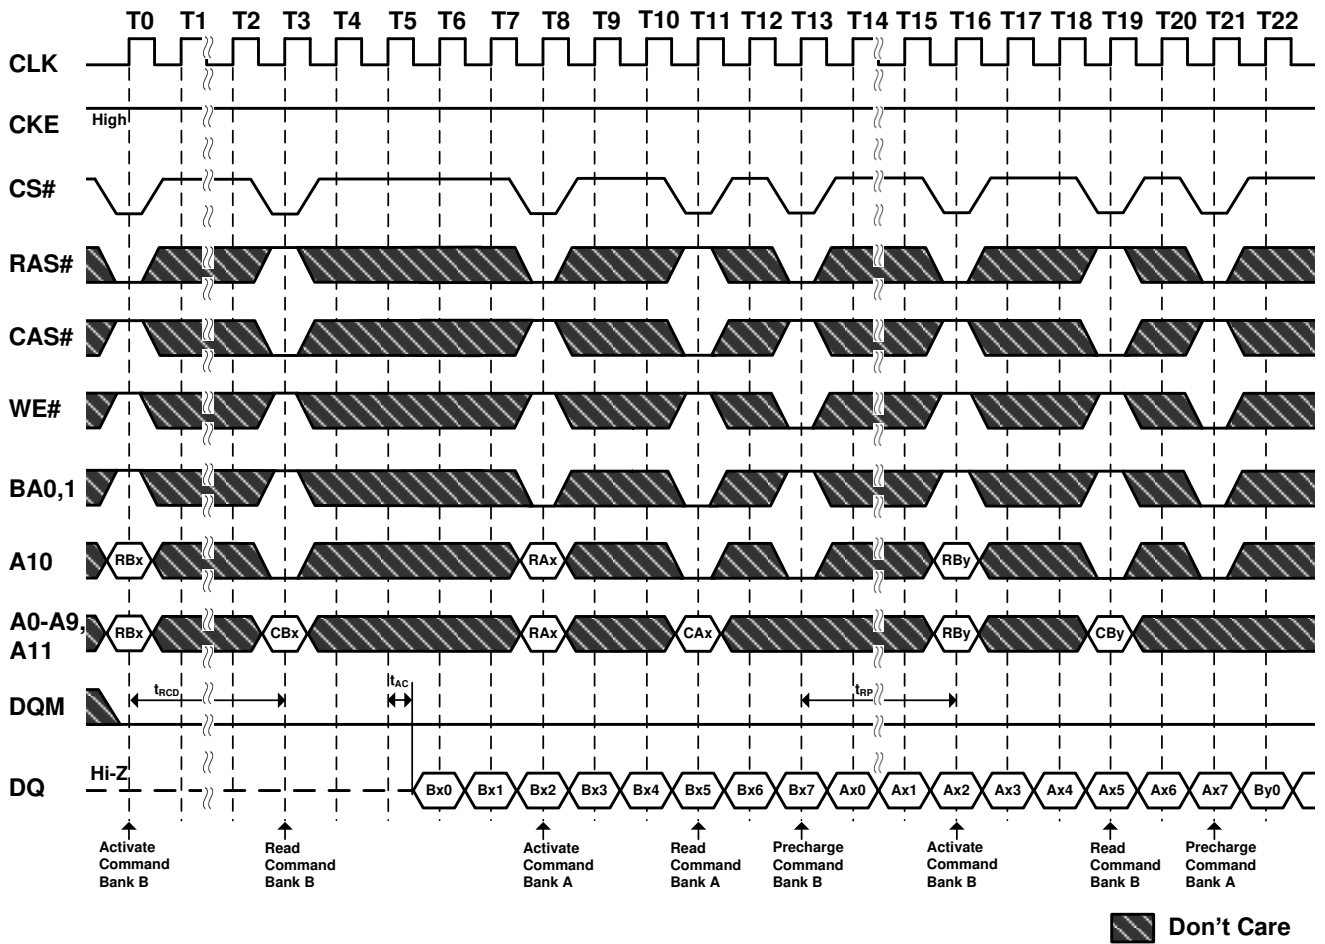 T0 T1 T2 T3 T4 T5 T6 T7 T8 T9 T10 T11 T12 T13 T14 T15 T16 T17 T18 T19 T20 T21 T22
CLK
CKE High
CS#
RAS#
CAS#
WE#
BA0,1
A10 RBx RAx RBy
A0-A9,
A11
RBx CBx RAx CAx RBy CBy
DQM tRCD tAC tRP
DQ Hi-Z Bx0 Bx1 Bx2 Bx3 Bx4 Bx5 Bx6 Bx7 Ax0 Ax1 Ax2 Ax3 Ax4 Ax5 Ax6 Ax7 By0
Activate
Command
Bank B
Read
Command
Bank B
Activate
Command
Bank A
Read
Command
Bank A
Precharge
Command
Bank B
Activate
Command
Bank B
Read
Command
Bank B
Precharge
Command
Bank A
Don't Care